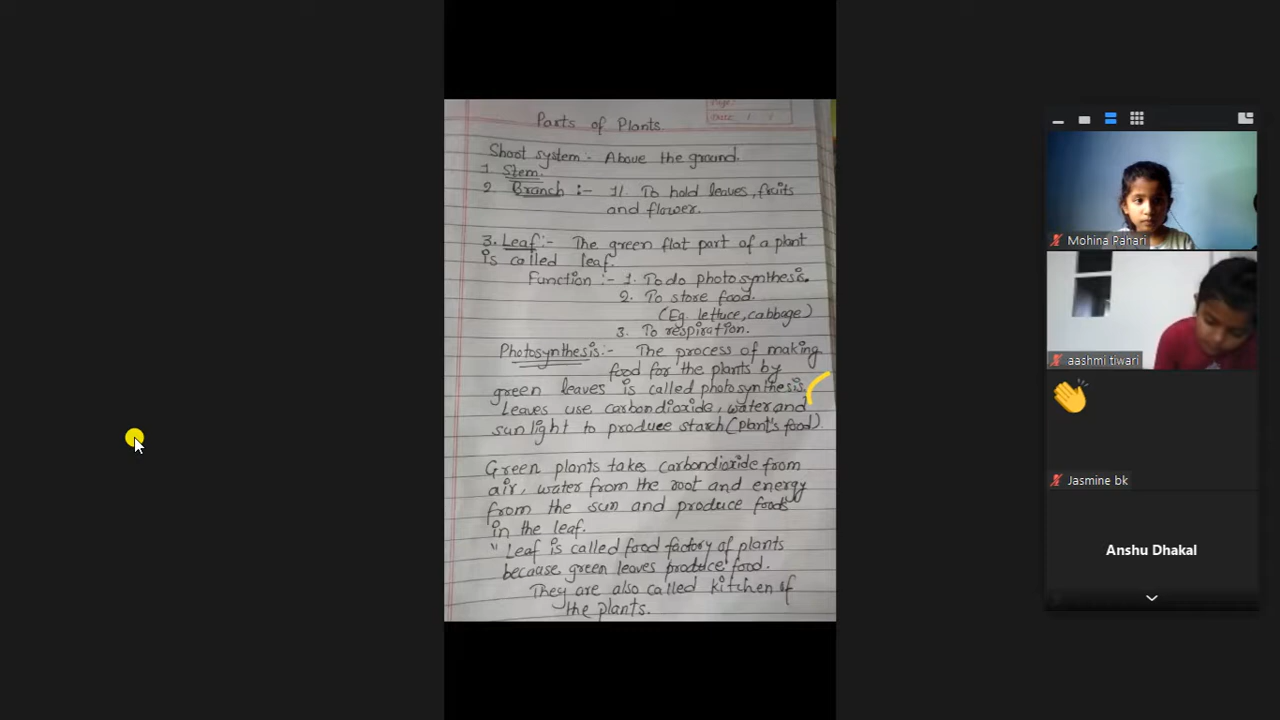 Page:
Date: / /
Parts of Plants.
Shoot system - Above the ground.
1 Stem.
2 Branch :- 1/. To hold leaves, fruits
and flower.
3. Leaf :- The green flat part of a plant
is called leaf.
Function :- 1. To do photosynthesis.
2. To store food.
(Eg. lettuce, cabbage)
3. To respiration.
Photosynthesis :- The process of making
food for the plants by
green leaves is called photosynthesis.
Leaves use carbondioxide, water and
sunlight to produce starch (plant's food)
Green plants takes carbondioxide from
air, water from the root and energy
from the sun and produce foods
in the leaf.
" Leaf is called food factory of plants
because green leaves produce food.
They are also called kitchen of
the plants.
Mohina Pahari
aashmi tiwari
Jasmine bk
Anshu Dhakal